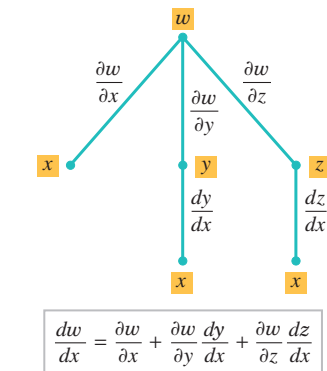 w
∂w/∂x ∂w/∂y ∂w/∂z
x y z
dy/dx dz/dx
x x
dw/dx = ∂w/∂x + ∂w/∂y dy/dx + ∂w/∂z dz/dx